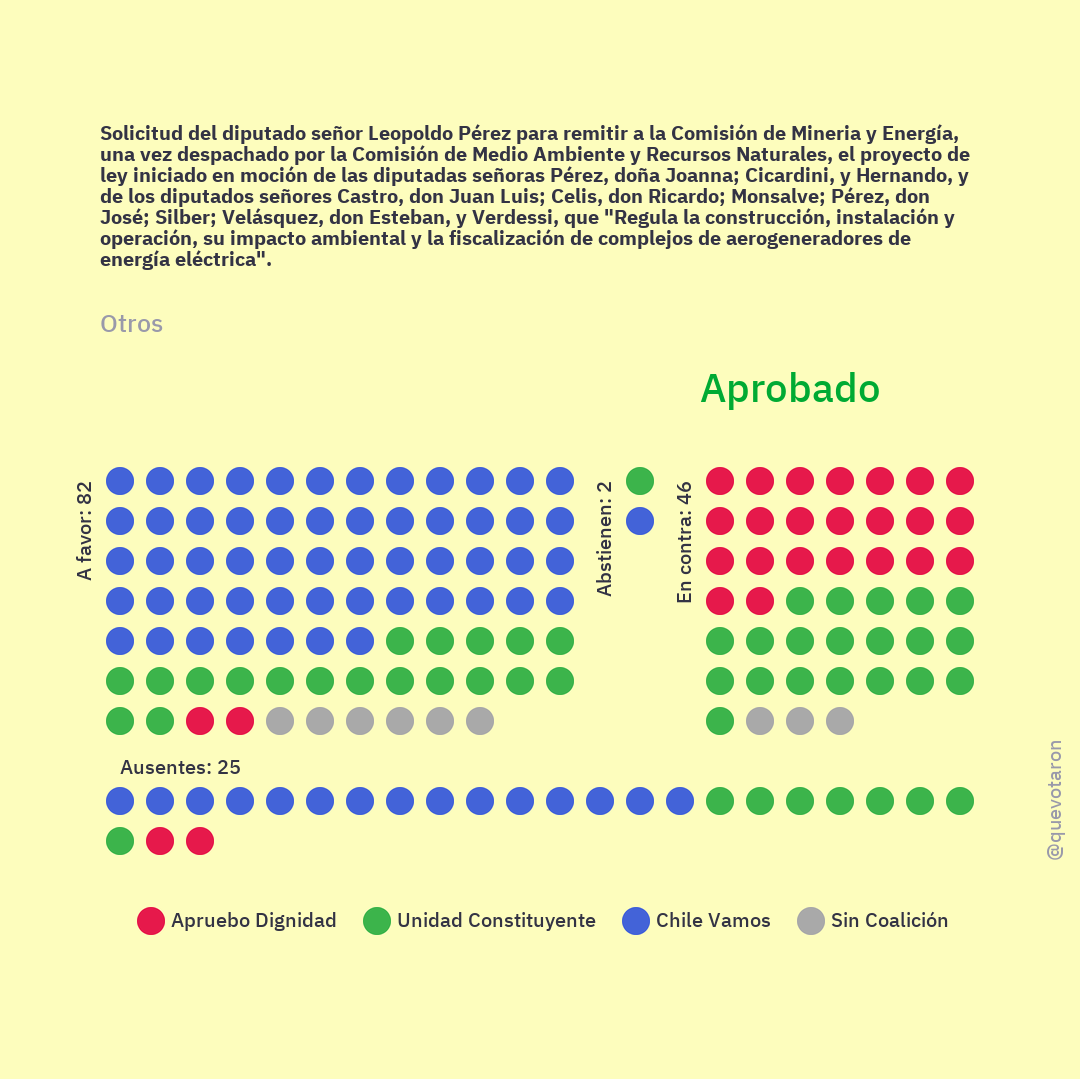 Solicitud del diputado señor Leopoldo Pérez para remitir a la Comisión de Mineria y Energía,
una vez despachado por la Comisión de Medio Ambiente y Recursos Naturales, el proyecto de
ley iniciado en moción de las diputadas señoras Pérez, doña Joanna; Cicardini, y Hernando, y
de los diputados señores Castro, don Juan Luis; Celis, don Ricardo; Monsalve; Pérez, don
José; Silber; Velásquez, don Esteban, y Verdessi, que "Regula la construcción, instalación y
operación, su impacto ambiental y la fiscalización de complejos de aerogeneradores de
energía eléctrica".
Otros
Aprobado
A favor: 82
Abstienen: 2
En contra: 46
Ausentes: 25
@quevotaron
Apruebo Dignidad
Unidad Constituyente
Chile Vamos
Sin Coalición